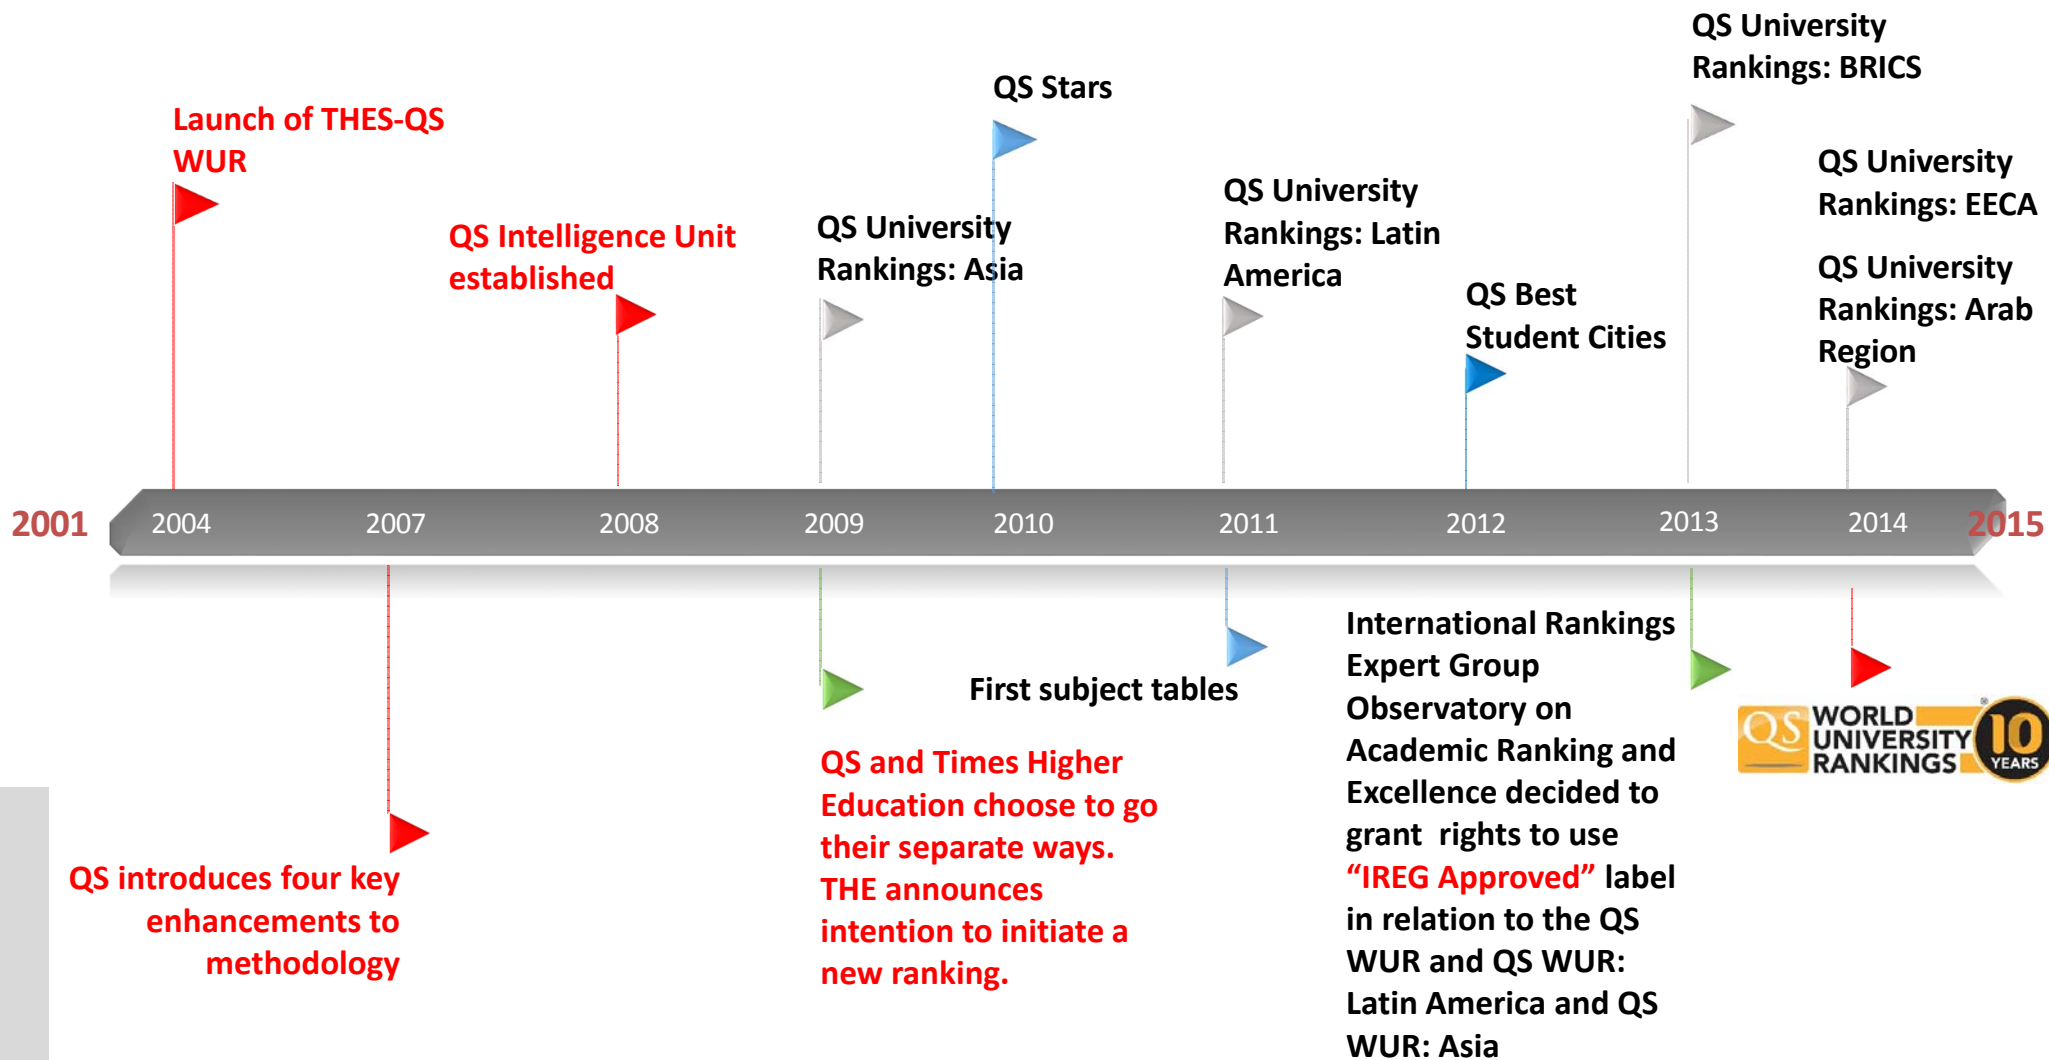 QS University
Rankings: BRICS
QS Stars
Launch of THES-QS
WUR
QS University
Rankings: EECA
QS University
Rankings: Latin
America
QS University
Rankings: Asia
QS Intelligence Unit
established
QS University
Rankings: Arab
Region
QS Best
Student Cities
2001
2004
2007
2008
2009
2010
2011
2012
2013
2014
2015
First subject tables
International Rankings
Expert Group
Observatory on
Academic Ranking and
Excellence decided to
grant rights to use
“IREG Approved” label
in relation to the QS
WUR and QS WUR:
Latin America and QS
WUR: Asia
QS WORLD
UNIVERSITY
RANKINGS
®
10
YEARS
QS and Times Higher
Education choose to go
their separate ways.
THE announces
intention to initiate a
new ranking.
QS introduces four key
enhancements to
methodology